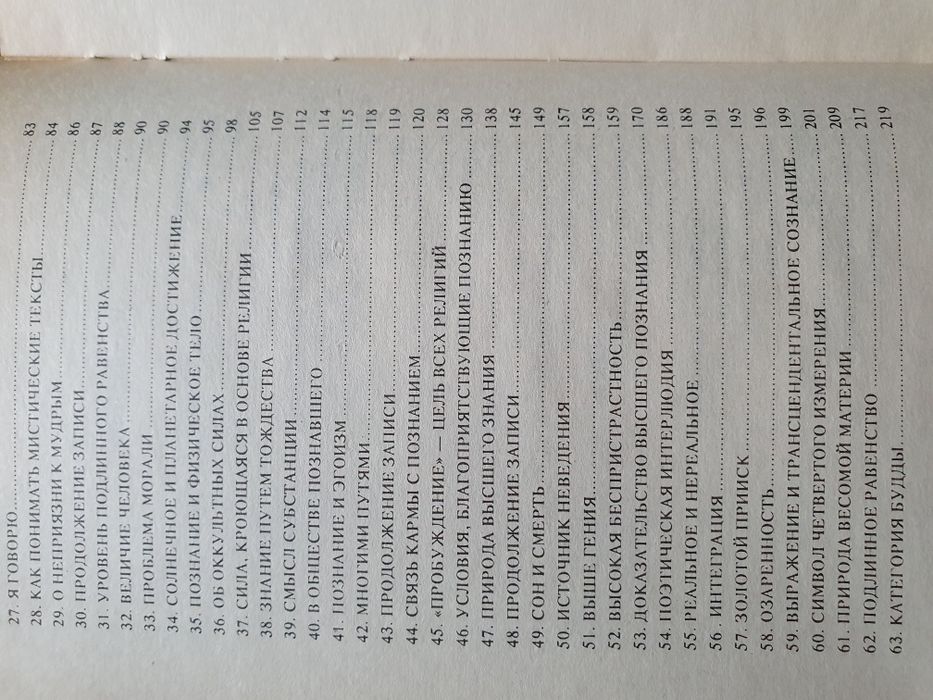 27. Я ГОВОРЮ........ 83
28. КАК ПОНИМАТЬ МИСТИЧЕСКИЕ ТЕКСТЫ........ 84
29. О НЕПРИЯЗНИ К МУДРЫМ........ 86
30. ПРОДОЛЖЕНИЕ ЗАПИСИ........ 87
31. УРОВЕНЬ ПОДЛИННОГО РАВЕНСТВА........ 88
32. ВЕЛИЧИЕ ЧЕЛОВЕКА........ 90
33. ПРОБЛЕМА МОРАЛИ........ 90
34. СОЛНЕЧНОЕ И ПЛАНЕТАРНОЕ ДОСТИЖЕНИЕ........ 94
35. ПОЗНАНИЕ И ФИЗИЧЕСКОЕ ТЕЛО........ 95
36. ОБ ОККУЛЬТНЫХ СИЛАХ........ 98
37. СИЛА, КРОЮЩАЯСЯ В ОСНОВЕ РЕЛИГИИ........ 105
38. ЗНАНИЕ ПУТЕМ ТОЖДЕСТВА........ 107
39. СМЫСЛ СУБСТАНЦИИ........ 112
40. В ОБЩЕСТВЕ ПОЗНАВШЕГО........ 114
41. ПОЗНАНИЕ И ЭГОИЗМ........ 115
42. МНОГИМИ ПУТЯМИ........ 118
43. ПРОДОЛЖЕНИЕ ЗАПИСИ........ 119
44. СВЯЗЬ КАРМЫ С ПОЗНАНИЕМ........ 120
45. «ПРОБУЖДЕНИЕ» — ЦЕЛЬ ВСЕХ РЕЛИГИЙ........ 128
46. УСЛОВИЯ, БЛАГОПРИЯТСТВУЮЩИЕ ПОЗНАНИЮ........ 130
47. ПРИРОДА ВЫСШЕГО ЗНАНИЯ........ 138
48. ПРОДОЛЖЕНИЕ ЗАПИСИ........ 145
49. СОН И СМЕРТЬ........ 149
50. ИСТОЧНИК НЕВЕДЕНИЯ........ 157
51. ВЫШЕ ГЕНИЯ........ 158
52. ВЫСОКАЯ БЕСПРИСТРАСТНОСТЬ........ 159
53. ДОКАЗАТЕЛЬСТВО ВЫСШЕГО ПОЗНАНИЯ........ 170
54. ПОЭТИЧЕСКАЯ ИНТЕРЛЮДИЯ........ 186
55. РЕАЛЬНОЕ И НЕРЕАЛЬНОЕ........ 188
56. ИНТЕГРАЦИЯ........ 191
57. ЗОЛОТОЙ ПРИИСК........ 195
58. ОЗАРЕННОСТЬ........ 196
59. ВЫРАЖЕНИЕ И ТРАНСЦЕНДЕНТАЛЬНОЕ СОЗНАНИЕ........ 199
60. СИМВОЛ ЧЕТВЕРТОГО ИЗМЕРЕНИЯ........ 201
61. ПРИРОДА ВЕСОМОЙ МАТЕРИИ........ 209
62. ПОДЛИННОЕ РАВЕНСТВО........ 217
63. КАТЕГОРИЯ БУДДЫ........ 219